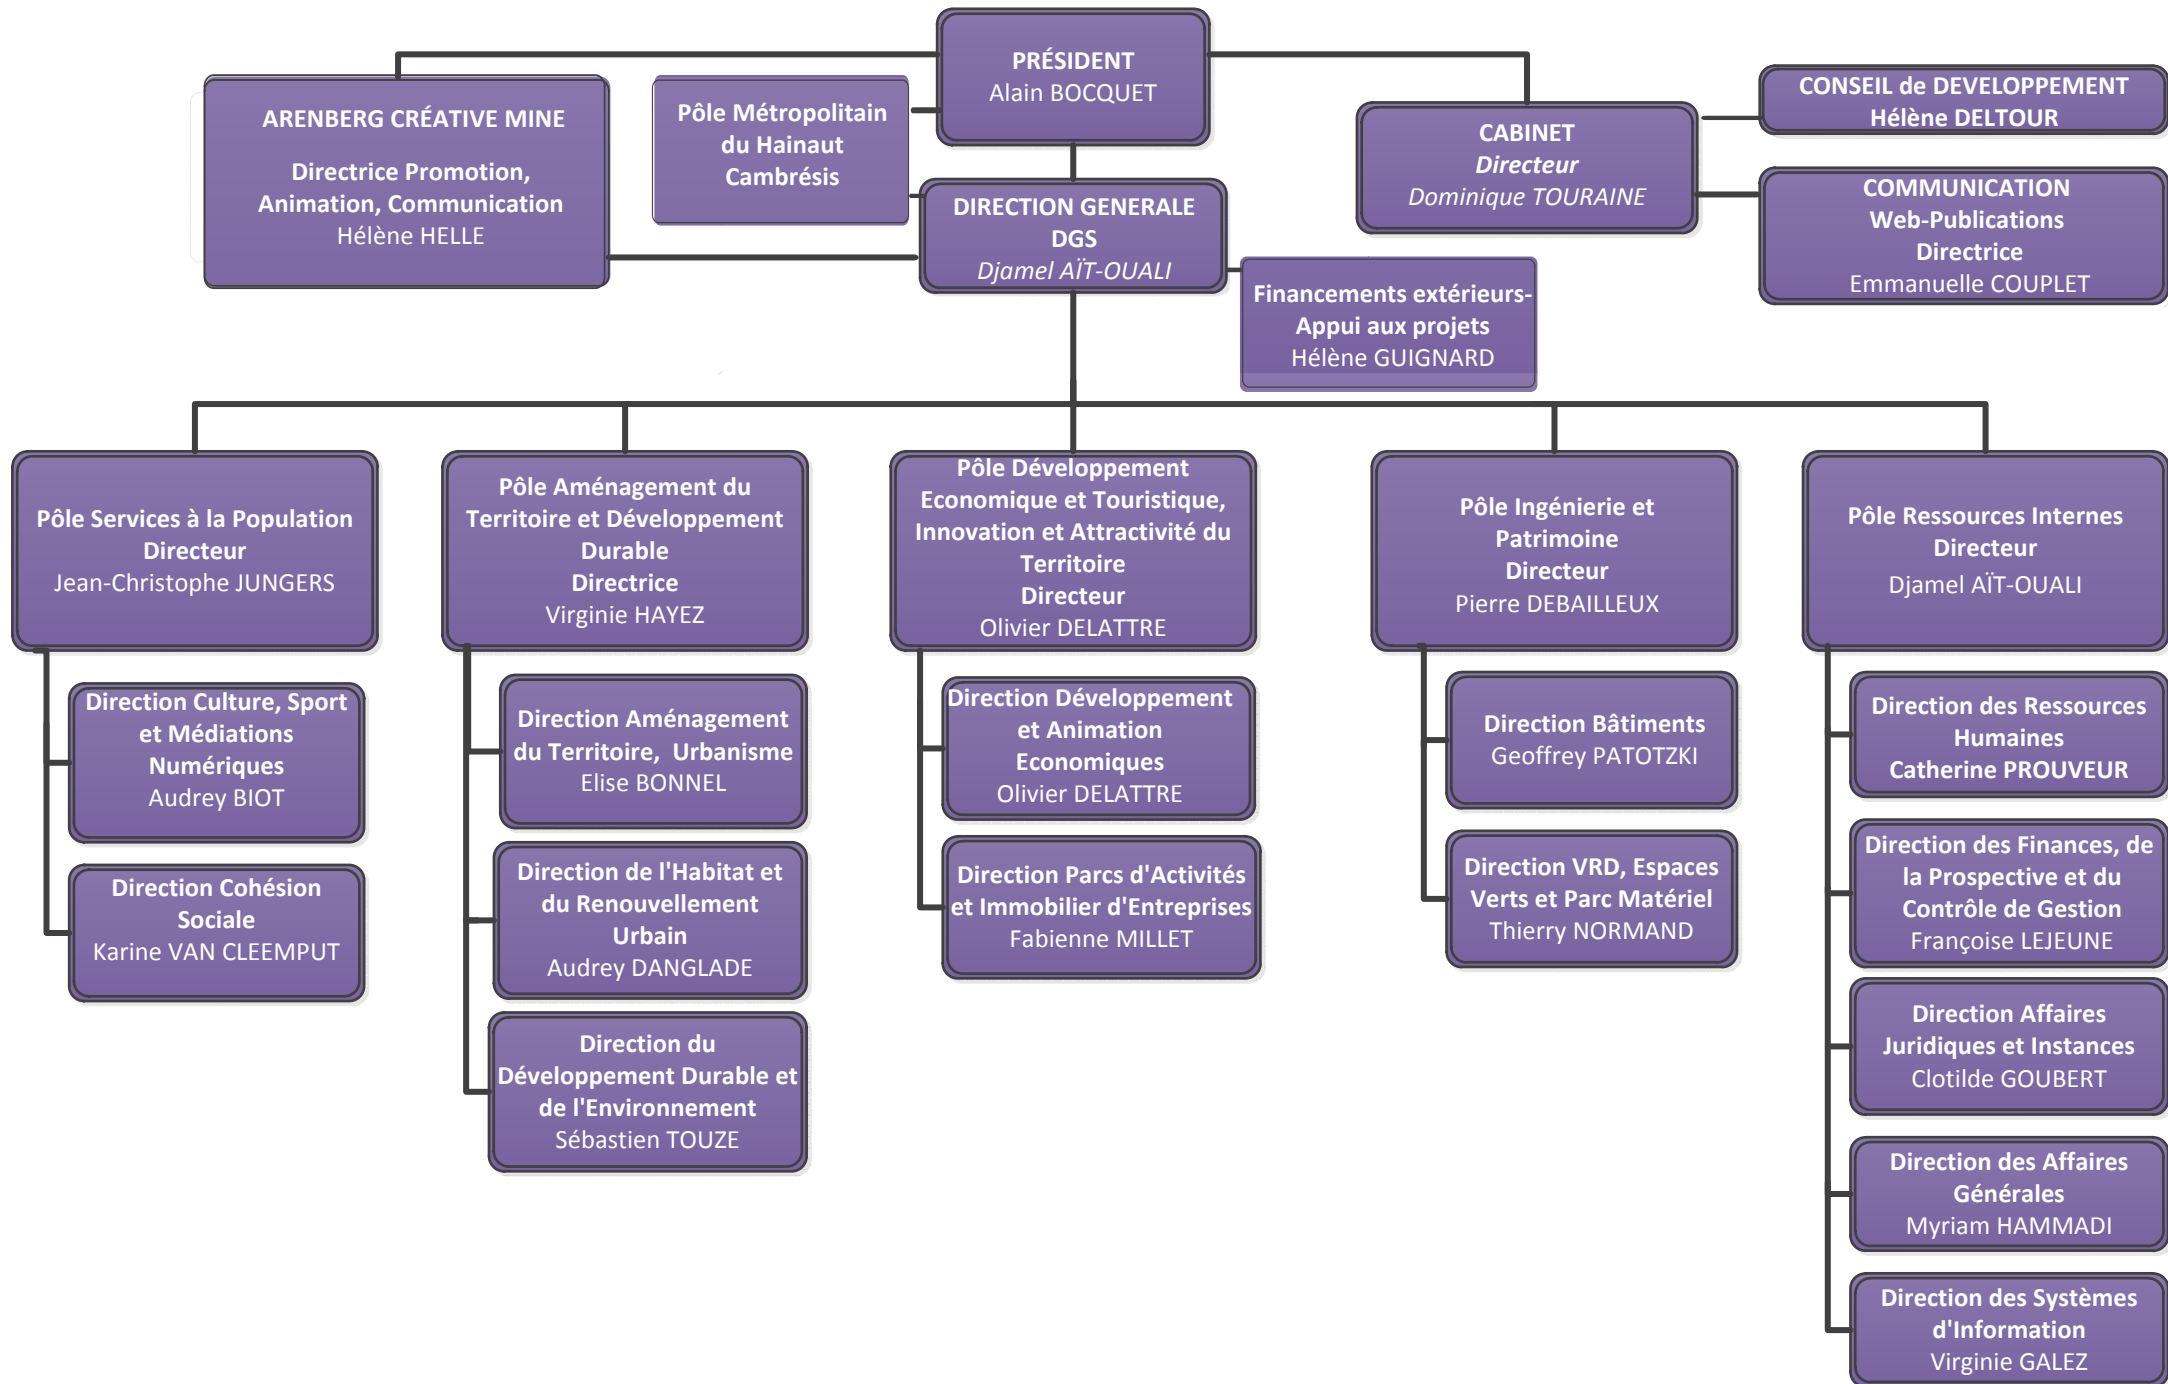 PRÉSIDENT
Alain BOCQUET
ARENBERG CRÉATIVE MINE
Directrice Promotion,
Animation, Communication
Hélène HELLE
Pôle Métropolitain
du Hainaut
Cambrésis
DIRECTION GENERALE
DGS
Djamel AÏT-OUALI
CABINET
Directeur
Dominique TOURAINE
CONSEIL de DEVELOPPEMENT
Hélène DELTOUR
COMMUNICATION
Web-Publications
Directrice
Emmanuelle COUPLET
Financements extérieurs-
Appui aux projets
Hélène GUIGNARD
Pôle Services à la Population
Directeur
Jean-Christophe JUNGERS
Direction Culture, Sport
et Médiations
Numériques
Audrey BIOT
Direction Cohésion
Sociale
Karine VAN CLEEMPUT
Pôle Aménagement du
Territoire et Développement
Durable
Directrice
Virginie HAYEZ
Direction Aménagement
du Territoire, Urbanisme
Elise BONNEL
Direction de l'Habitat et
du Renouvellement
Urbain
Audrey DANGLADE
Direction du
Développement Durable et
de l'Environnement
Sébastien TOUZE
Pôle Développement
Economique et Touristique,
Innovation et Attractivité du
Territoire
Directeur
Olivier DELATTRE
Direction Développement
et Animation
Economiques
Olivier DELATTRE
Direction Parcs d'Activités
et Immobilier d'Entreprises
Fabienne MILLET
Pôle Ingénierie et
Patrimoine
Directeur
Pierre DEBAILLEUX
Direction Bâtiments
Geoffrey PATOTZKI
Direction VRD, Espaces
Verts et Parc Matériel
Thierry NORMAND
Pôle Ressources Internes
Directeur
Djamel AÏT-OUALI
Direction des Ressources
Humaines
Catherine PROUVEUR
Direction des Finances, de
la Prospective et du
Contrôle de Gestion
Françoise LEJEUNE
Direction Affaires
Juridiques et Instances
Clotilde GOUBERT
Direction des Affaires
Générales
Myriam HAMMADI
Direction des Systèmes
d'Information
Virginie GALEZ